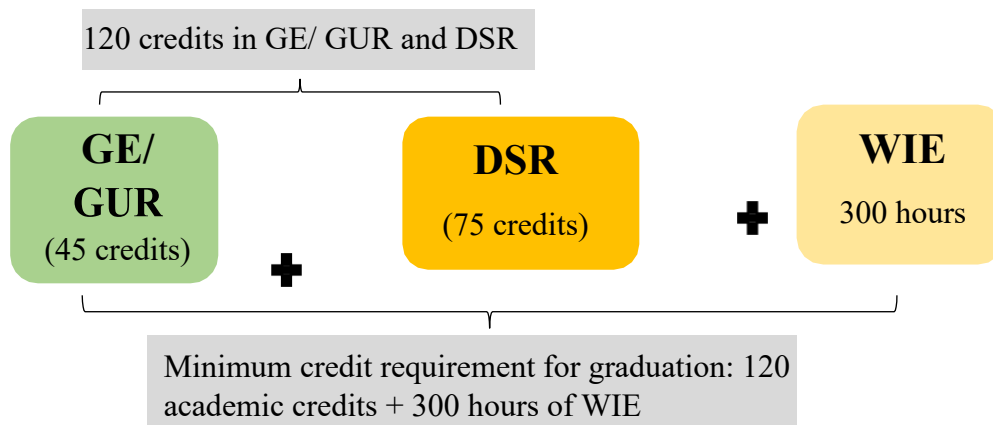 120 credits in GE/ GUR and DSR
GE/
GUR
(45 credits)
DSR
(75 credits)
WIE
300 hours
Minimum credit requirement for graduation: 120
academic credits + 300 hours of WIE